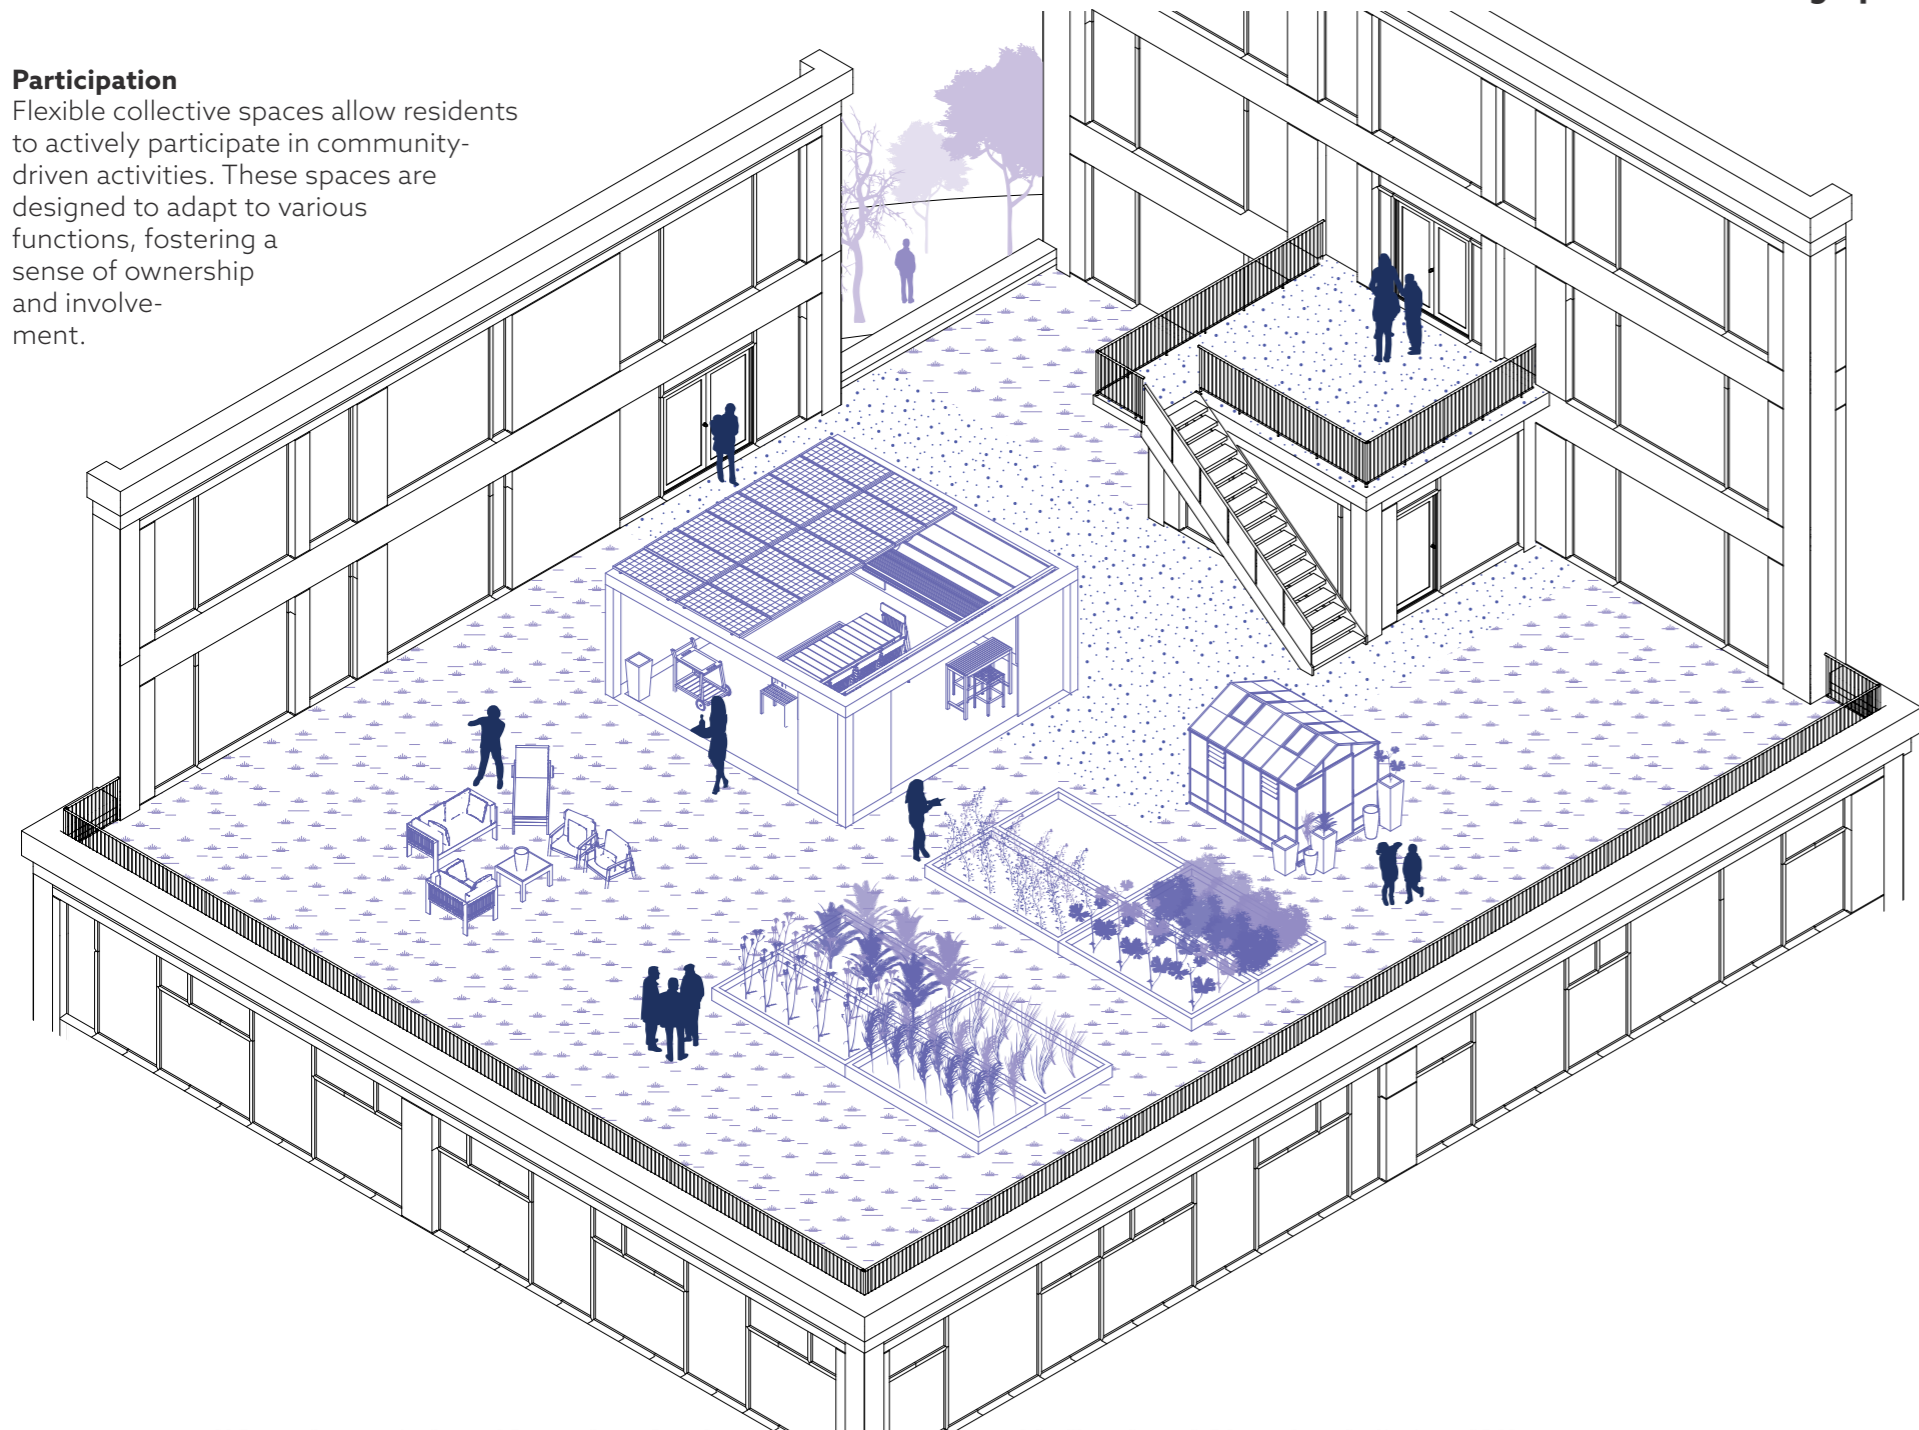 Participation
Flexible collective spaces allow residents
to actively participate in community-
driven activities. These spaces are
designed to adapt to various
functions, fostering a
sense of ownership
and involve-
ment.